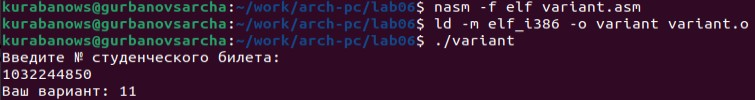 kurabanows@gurbanovsarcha:~/work/arch-pc/lab06$ nasm -f elf variant.asm
kurabanows@gurbanovsarcha:~/work/arch-pc/lab06$ ld -m elf_i386 -o variant variant.o
kurabanows@gurbanovsarcha:~/work/arch-pc/lab06$ ./variant
Введите № студенческого билета:
1032244850
Ваш вариант: 11